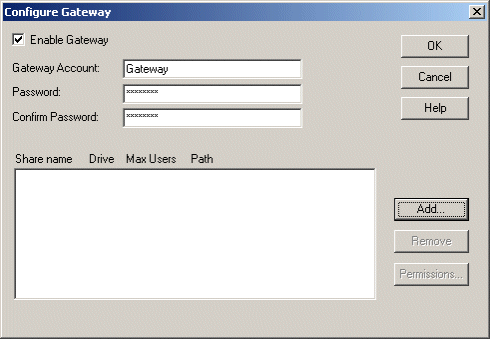 Configure Gateway
Enable Gateway
OK
Gateway Account: Gateway
Cancel
Password: ********
Help
Confirm Password: ********
Share name Drive Max Users Path
Add...
Remove
Permissions...